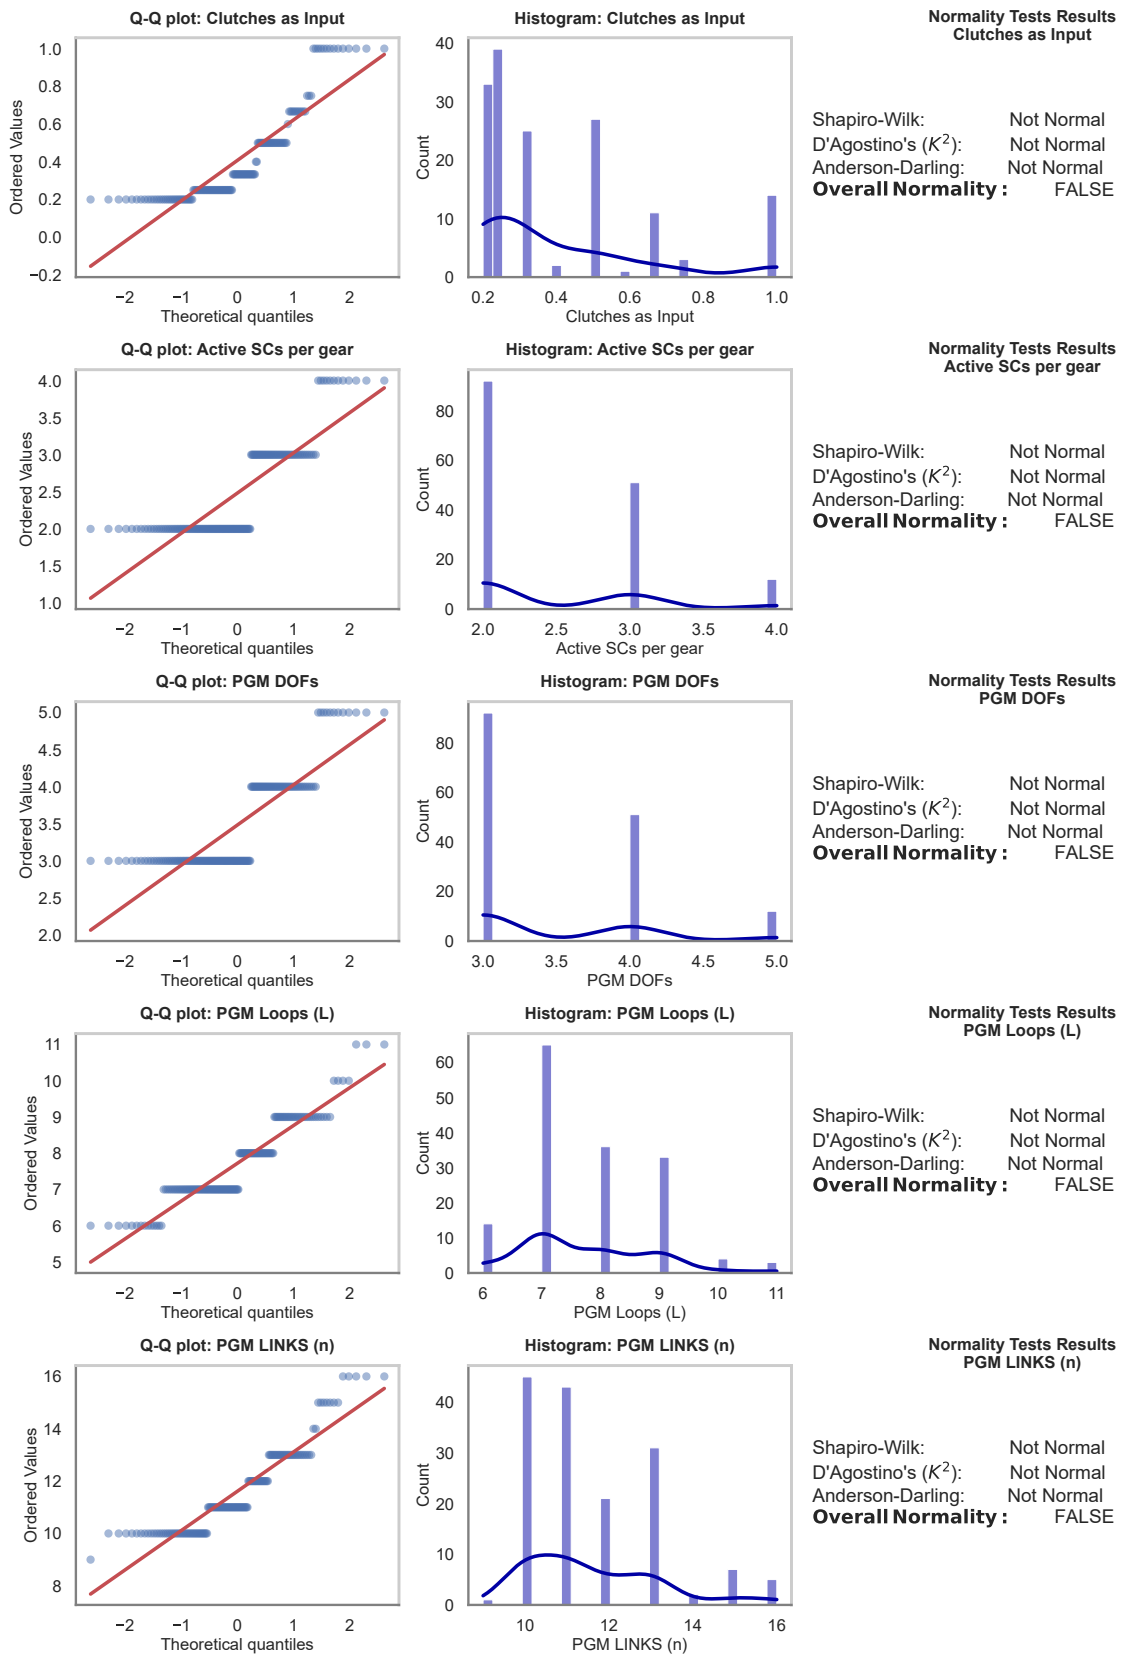 Q-Q plot: Clutches as Input
Histogram: Clutches as Input
Normality Tests Results
Clutches as Input
1.0
0.8
0.6
0.4
0.2
0.0
−0.2
Ordered Values
−2 −1 0 1 2
Theoretical quantiles
40
30
20
10
0
Count
0.2 0.4 0.6 0.8 1.0
Clutches as Input
Shapiro-Wilk: Not Normal
D'Agostino's (K²): Not Normal
Anderson-Darling: Not Normal
Overall Normality: FALSE
Q-Q plot: Active SCs per gear
Histogram: Active SCs per gear
Normality Tests Results
Active SCs per gear
4.0
3.5
3.0
2.5
2.0
1.5
1.0
Ordered Values
−2 −1 0 1 2
Theoretical quantiles
80
60
40
20
0
Count
2.0 2.5 3.0 3.5 4.0
Active SCs per gear
Shapiro-Wilk: Not Normal
D'Agostino's (K²): Not Normal
Anderson-Darling: Not Normal
Overall Normality: FALSE
Q-Q plot: PGM DOFs
Histogram: PGM DOFs
Normality Tests Results
PGM DOFs
5.0
4.5
4.0
3.5
3.0
2.5
2.0
Ordered Values
−2 −1 0 1 2
Theoretical quantiles
80
60
40
20
0
Count
3.0 3.5 4.0 4.5 5.0
PGM DOFs
Shapiro-Wilk: Not Normal
D'Agostino's (K²): Not Normal
Anderson-Darling: Not Normal
Overall Normality: FALSE
Q-Q plot: PGM Loops (L)
Histogram: PGM Loops (L)
Normality Tests Results
PGM Loops (L)
11
10
9
8
7
6
5
Ordered Values
−2 −1 0 1 2
Theoretical quantiles
60
50
40
30
20
10
0
Count
6 7 8 9 10 11
PGM Loops (L)
Shapiro-Wilk: Not Normal
D'Agostino's (K²): Not Normal
Anderson-Darling: Not Normal
Overall Normality: FALSE
Q-Q plot: PGM LINKS (n)
Histogram: PGM LINKS (n)
Normality Tests Results
PGM LINKS (n)
16
14
12
10
8
Ordered Values
−2 −1 0 1 2
Theoretical quantiles
40
30
20
10
0
Count
10 12 14 16
PGM LINKS (n)
Shapiro-Wilk: Not Normal
D'Agostino's (K²): Not Normal
Anderson-Darling: Not Normal
Overall Normality: FALSE